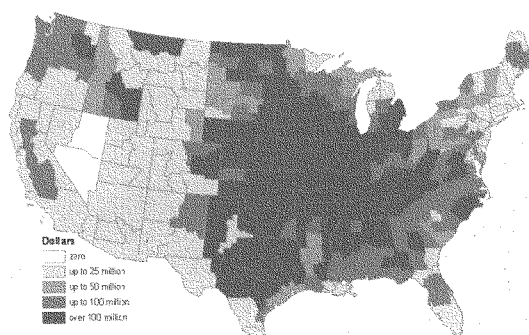 Dollars
zero
up to 25 million
up to 50 million
up to 100 million
over 100 million